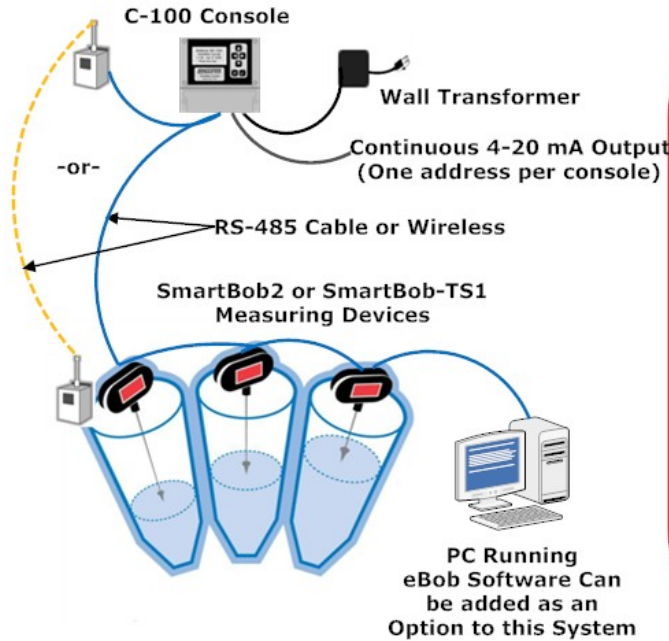 C-100 Console
Wall Transformer
Continuous 4-20 mA Output
(One address per console)
-or-
RS-485 Cable or Wireless
SmartBob2 or SmartBob-TS1
Measuring Devices
PC Running
eBob Software Can
be added as an
Option to this System